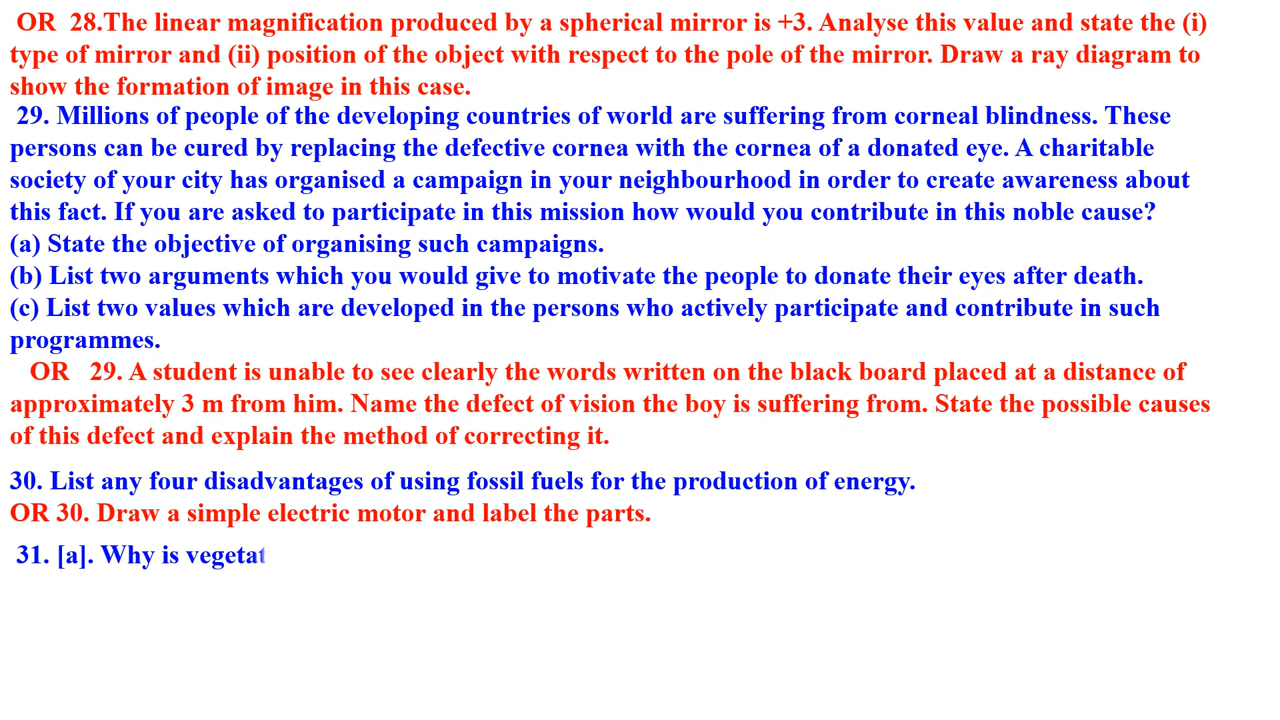 OR 28.The linear magnification produced by a spherical mirror is +3. Analyse this value and state the (i)
type of mirror and (ii) position of the object with respect to the pole of the mirror. Draw a ray diagram to
show the formation of image in this case.
29. Millions of people of the developing countries of world are suffering from corneal blindness. These
persons can be cured by replacing the defective cornea with the cornea of a donated eye. A charitable
society of your city has organised a campaign in your neighbourhood in order to create awareness about
this fact. If you are asked to participate in this mission how would you contribute in this noble cause?
(a) State the objective of organising such campaigns.
(b) List two arguments which you would give to motivate the people to donate their eyes after death.
(c) List two values which are developed in the persons who actively participate and contribute in such
programmes.
OR 29. A student is unable to see clearly the words written on the black board placed at a distance of
approximately 3 m from him. Name the defect of vision the boy is suffering from. State the possible causes
of this defect and explain the method of correcting it.
30. List any four disadvantages of using fossil fuels for the production of energy.
OR 30. Draw a simple electric motor and label the parts.
31. [a]. Why is vegetat